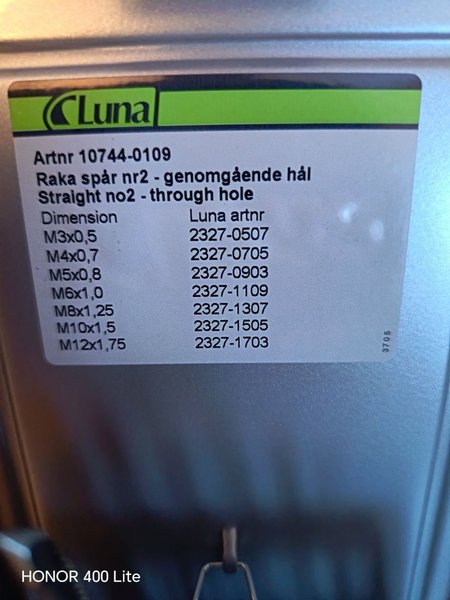 Luna
Artnr 10744-0109
Raka spår nr2 - genomgående hål
Straight no2 - through hole
Dimension Luna artnr
M3x0,5 2327-0507
M4x0,7 2327-0705
M5x0,8 2327-0903
M6x1,0 2327-1109
M8x1,25 2327-1307
M10x1,5 2327-1505
M12x1,75 2327-1703
3705
HONOR 400 Lite